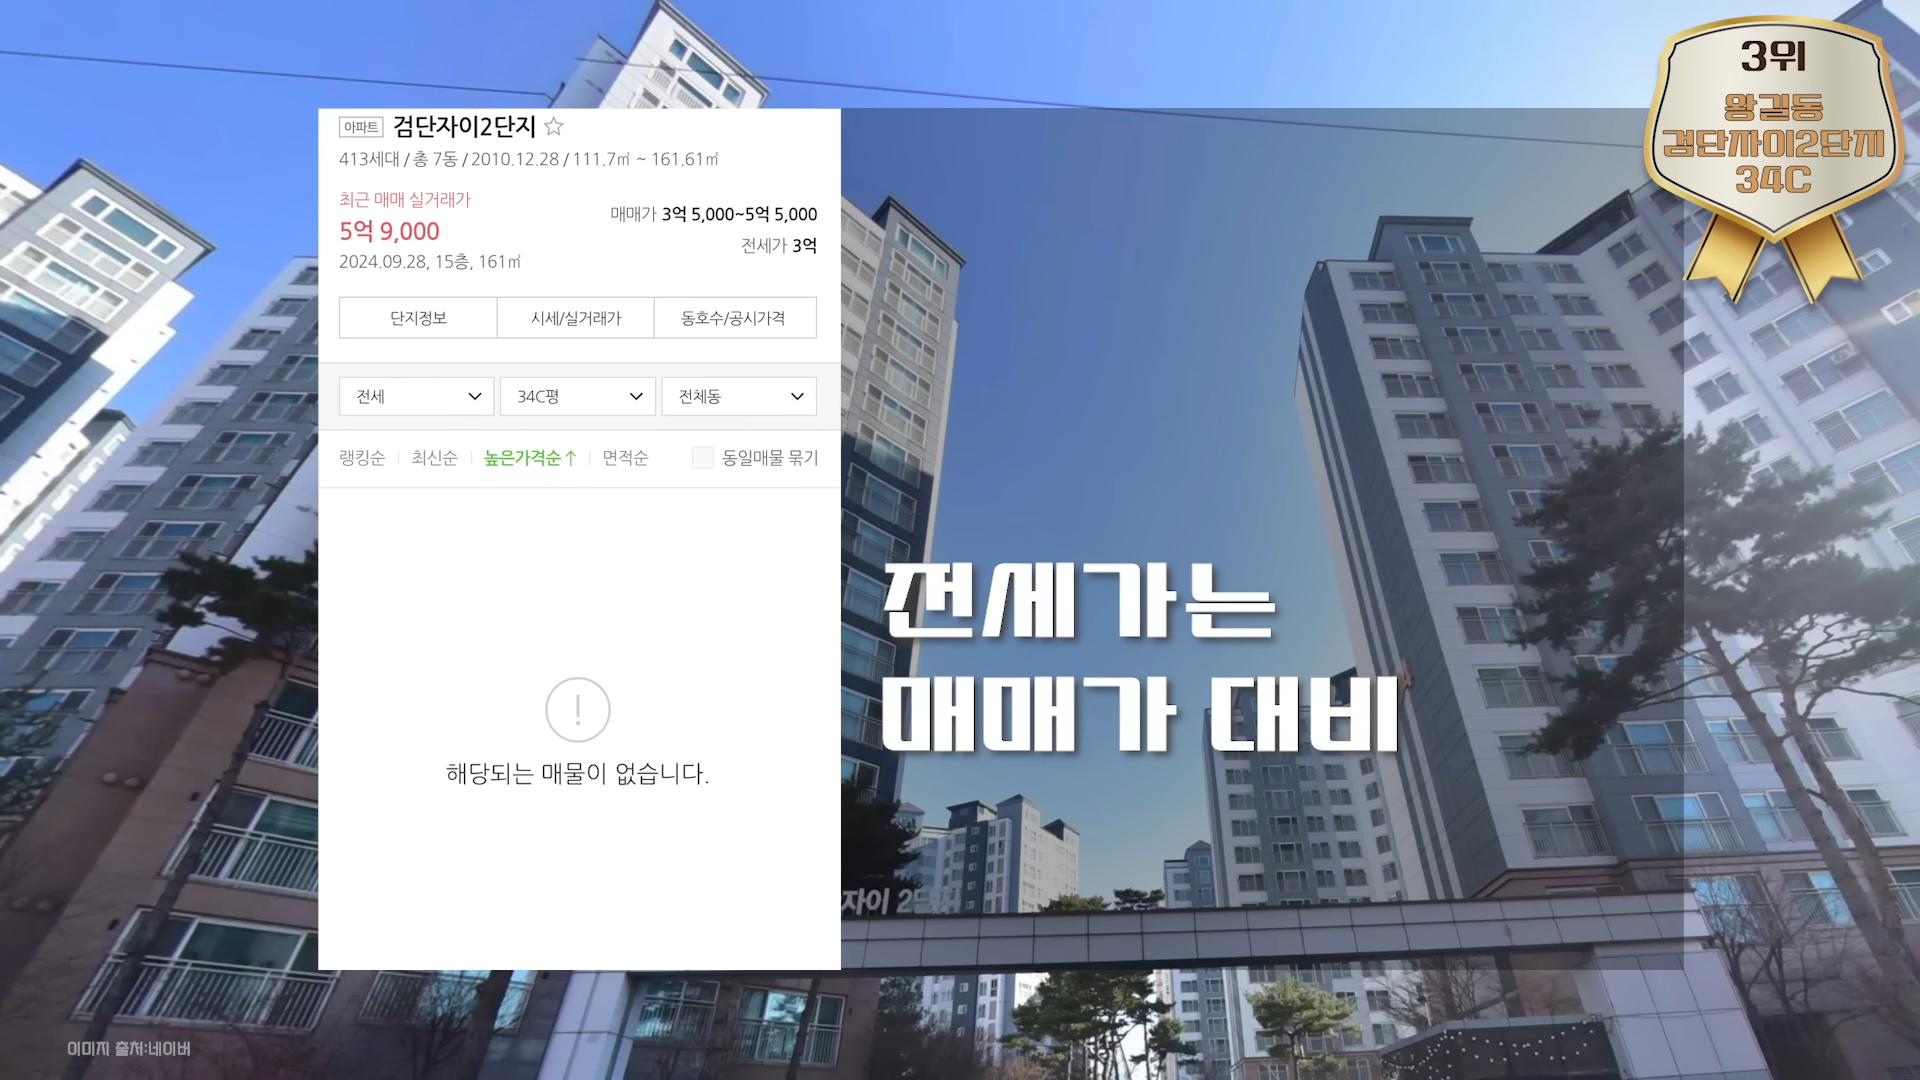 아파트 검단자이2단지
413세대 / 총 7동 / 2010.12.28 / 111.7㎡ ~ 161.61㎡
최근 매매 실거래가
5억 9,000
2024.09.28, 15층, 161㎡
매매가 3억 5,000~5억 5,000
전세가 3억
단지정보 시세/실거래가 동호수/공시가격
전세 34C평 전체동
랭킹순 최신순 높은가격순↑ 면적순 동일매물 묶기
해당되는 매물이 없습니다.
3위
왕길동
검단자이2단지
34C
전세가는
매매가 대비
자이 2단지
이미지 출처:네이버